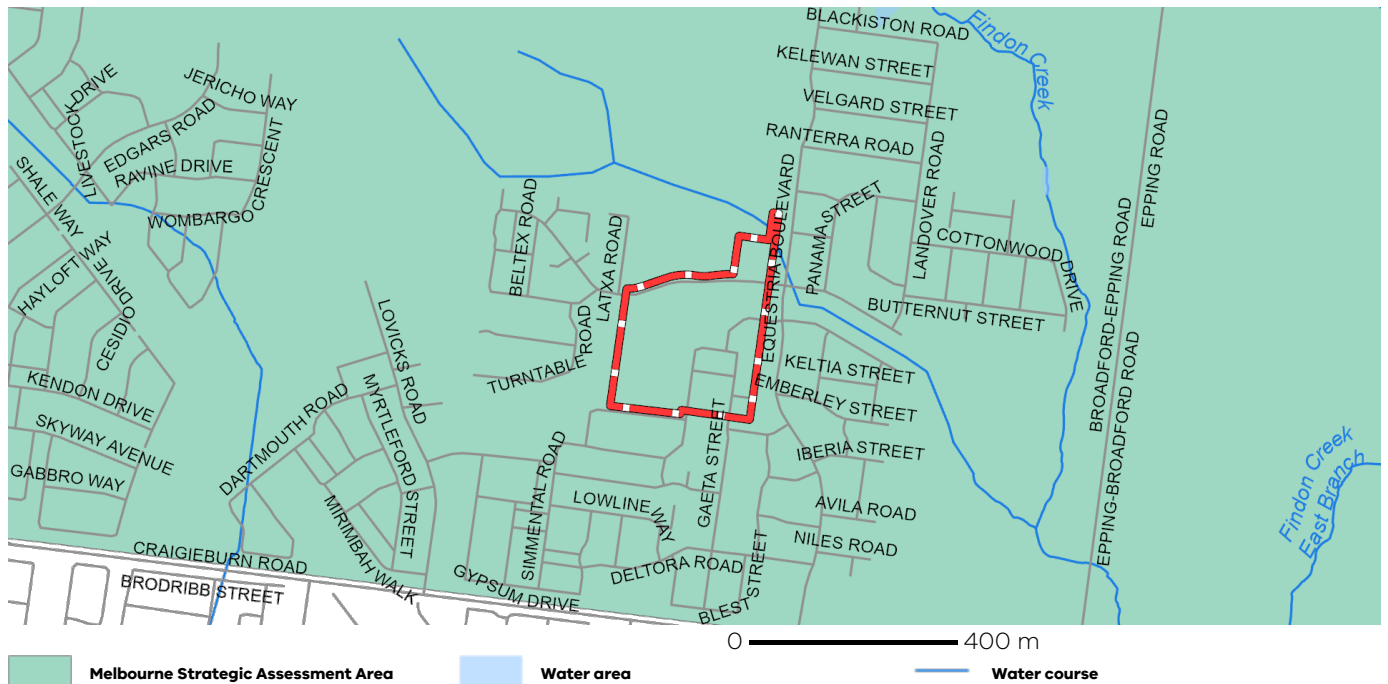 BLACKISTON ROAD
Findon Creek
KELEWAN STREET
VELGARD STREET
RANTERRA ROAD
LANDOVER ROAD
EPPING ROAD
BROADFORD-EPPING ROAD
EPPING-BROADFORD ROAD
DRIVE
LIVESTOCK
JERICHO WAY
EDGARS ROAD
RAVINE DRIVE
CRESCENT
WOMBARGO
SHALE WAY
HAYLOFT WAY
CESIDIO DRIVE
BELTEX ROAD
LATXA ROAD
EQUESTRIA BOULEVARD
PANAMA STREET
COTTONWOOD DRIVE
BUTTERNUT STREET
LOVICKS ROAD
TURNTABLE ROAD
KELTIA STREET
EMBERLEY STREET
KENDON DRIVE
SKYWAY AVENUE
GABBRO WAY
DARTMOUTH ROAD
MYRTLEFORD STREET
MIRIMBAH WALK
SIMMENTAL ROAD
LOWLINE WAY
GAETA STREET
IBERIA STREET
AVILA ROAD
NILES ROAD
Findon Creek
East Branch
CRAIGIEBURN ROAD
BRODRIBB STREET
GYPSUM DRIVE
DELTORA ROAD
BLEST STREET
0 400 m
Melbourne Strategic Assessment Area
Water area
Water course